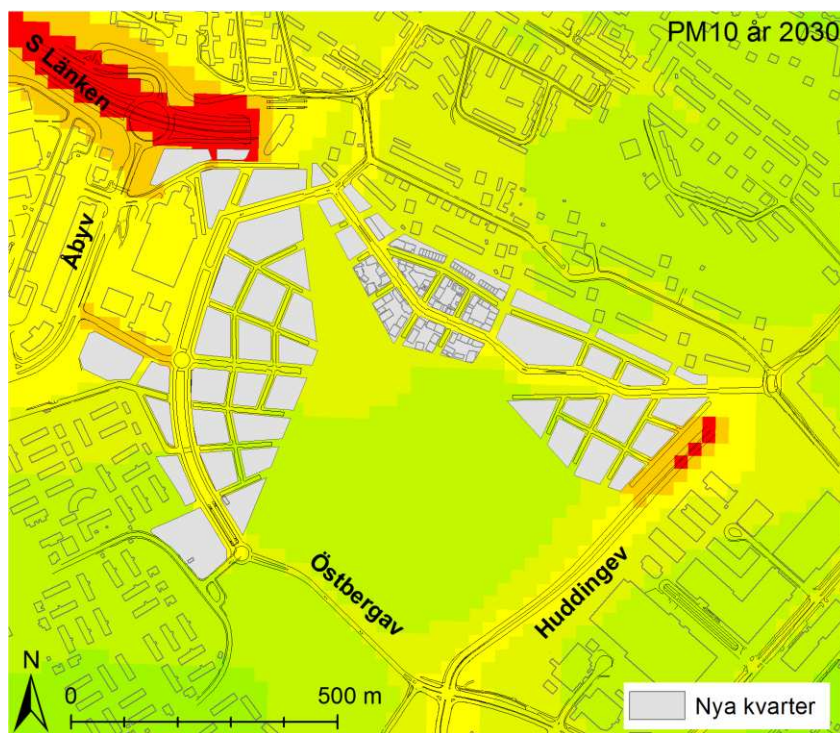 PM10 år 2030
S Länken
Åbyv
Östbergav
Huddingev
N
0 500 m
Nya kvarter